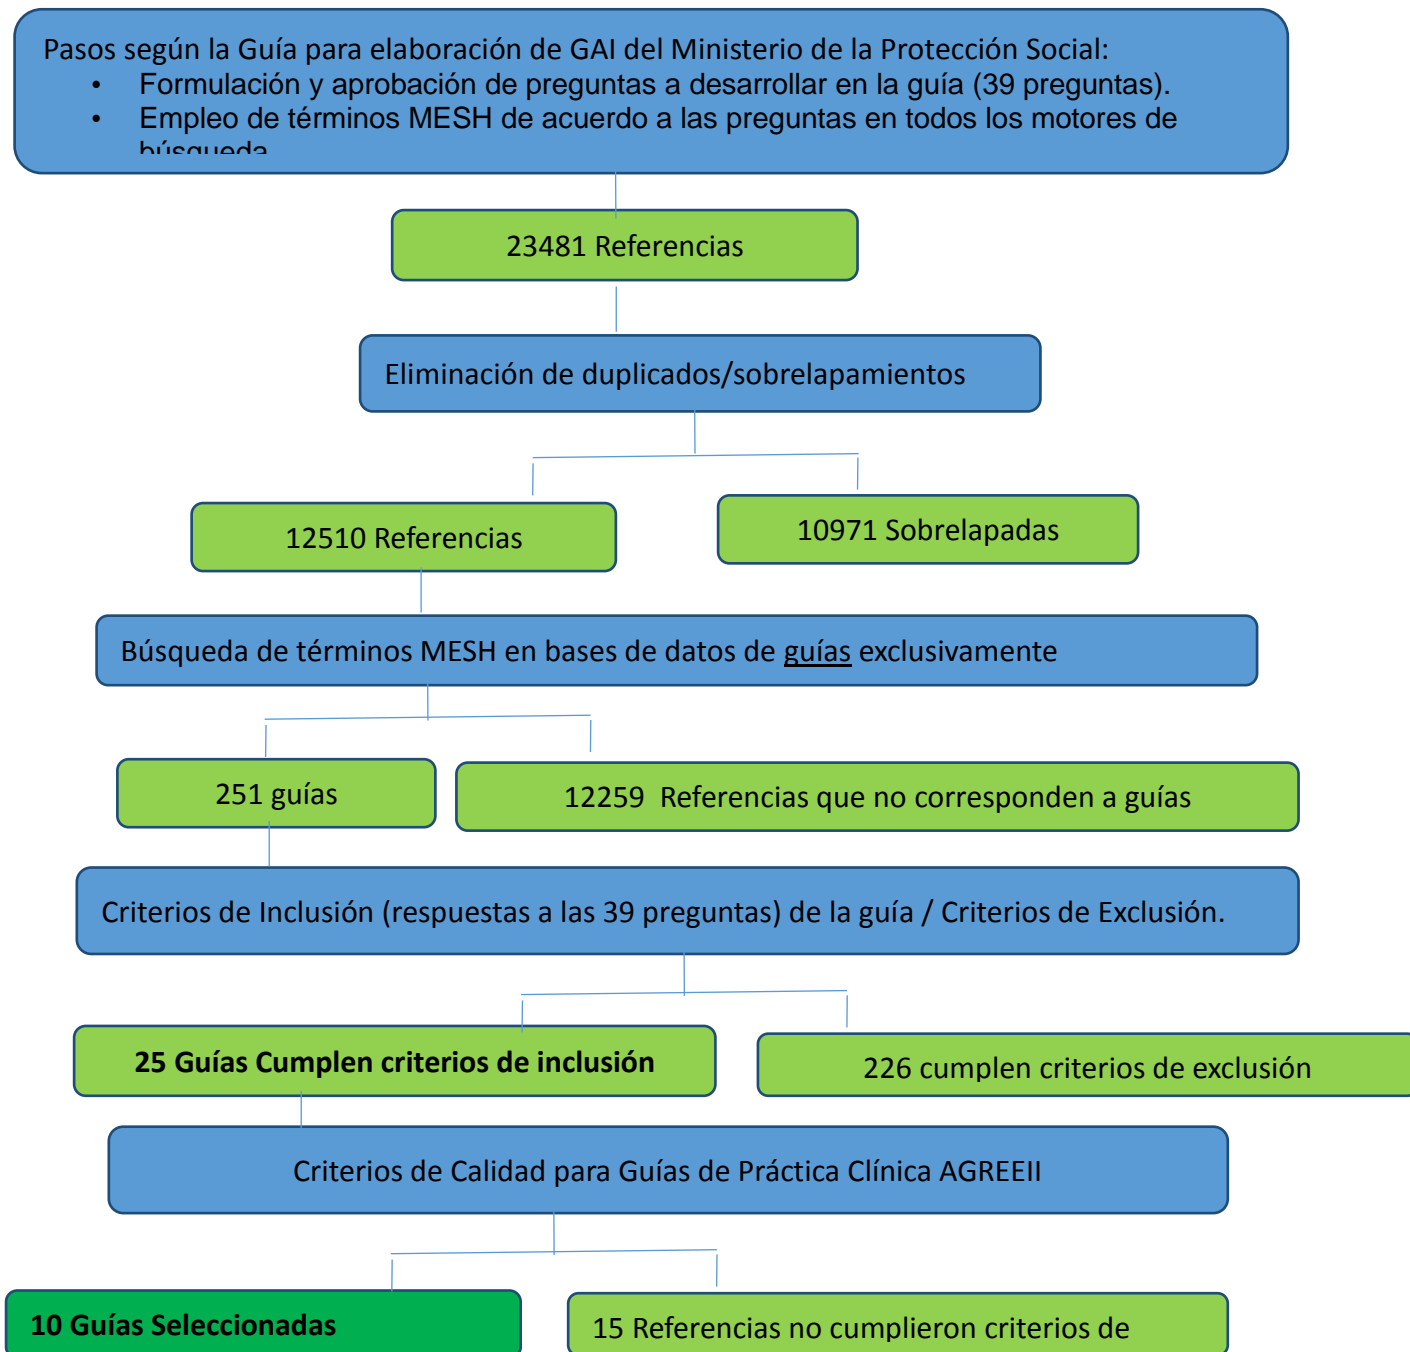 Pasos según la Guía para elaboración de GAI del Ministerio de la Protección Social:
• Formulación y aprobación de preguntas a desarrollar en la guía (39 preguntas).
• Empleo de términos MESH de acuerdo a las preguntas en todos los motores de
búsqueda
23481 Referencias
Eliminación de duplicados/sobrelapamientos
12510 Referencias
10971 Sobrelapadas
Búsqueda de términos MESH en bases de datos de guías exclusivamente
251 guías
12259 Referencias que no corresponden a guías
Criterios de Inclusión (respuestas a las 39 preguntas) de la guía / Criterios de Exclusión.
25 Guías Cumplen criterios de inclusión
226 cumplen criterios de exclusión
Criterios de Calidad para Guías de Práctica Clínica AGREEII
10 Guías Seleccionadas
15 Referencias no cumplieron criterios de